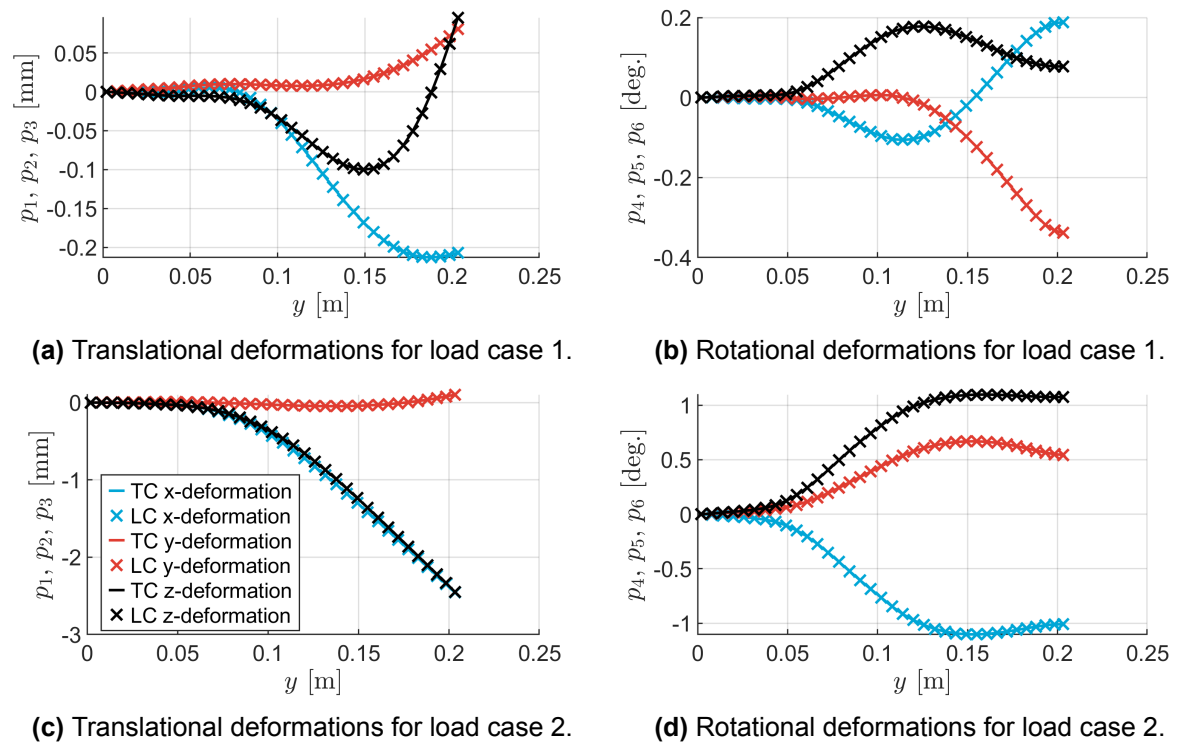 p₁, p₂, p₃ [mm]
0.05
0
-0.05
-0.1
-0.15
-0.2
0 0.05 0.1 0.15 0.2 0.25
y [m]
(a) Translational deformations for load case 1.
p₄, p₅, p₆ [deg.]
0.2
0
-0.2
-0.4
0 0.05 0.1 0.15 0.2 0.25
y [m]
(b) Rotational deformations for load case 1.
p₁, p₂, p₃ [mm]
0
-1
-2
-3
TC x-deformation
LC x-deformation
TC y-deformation
LC y-deformation
TC z-deformation
LC z-deformation
0 0.05 0.1 0.15 0.2 0.25
y [m]
(c) Translational deformations for load case 2.
p₄, p₅, p₆ [deg.]
1
0.5
0
-0.5
-1
0 0.05 0.1 0.15 0.2 0.25
y [m]
(d) Rotational deformations for load case 2.